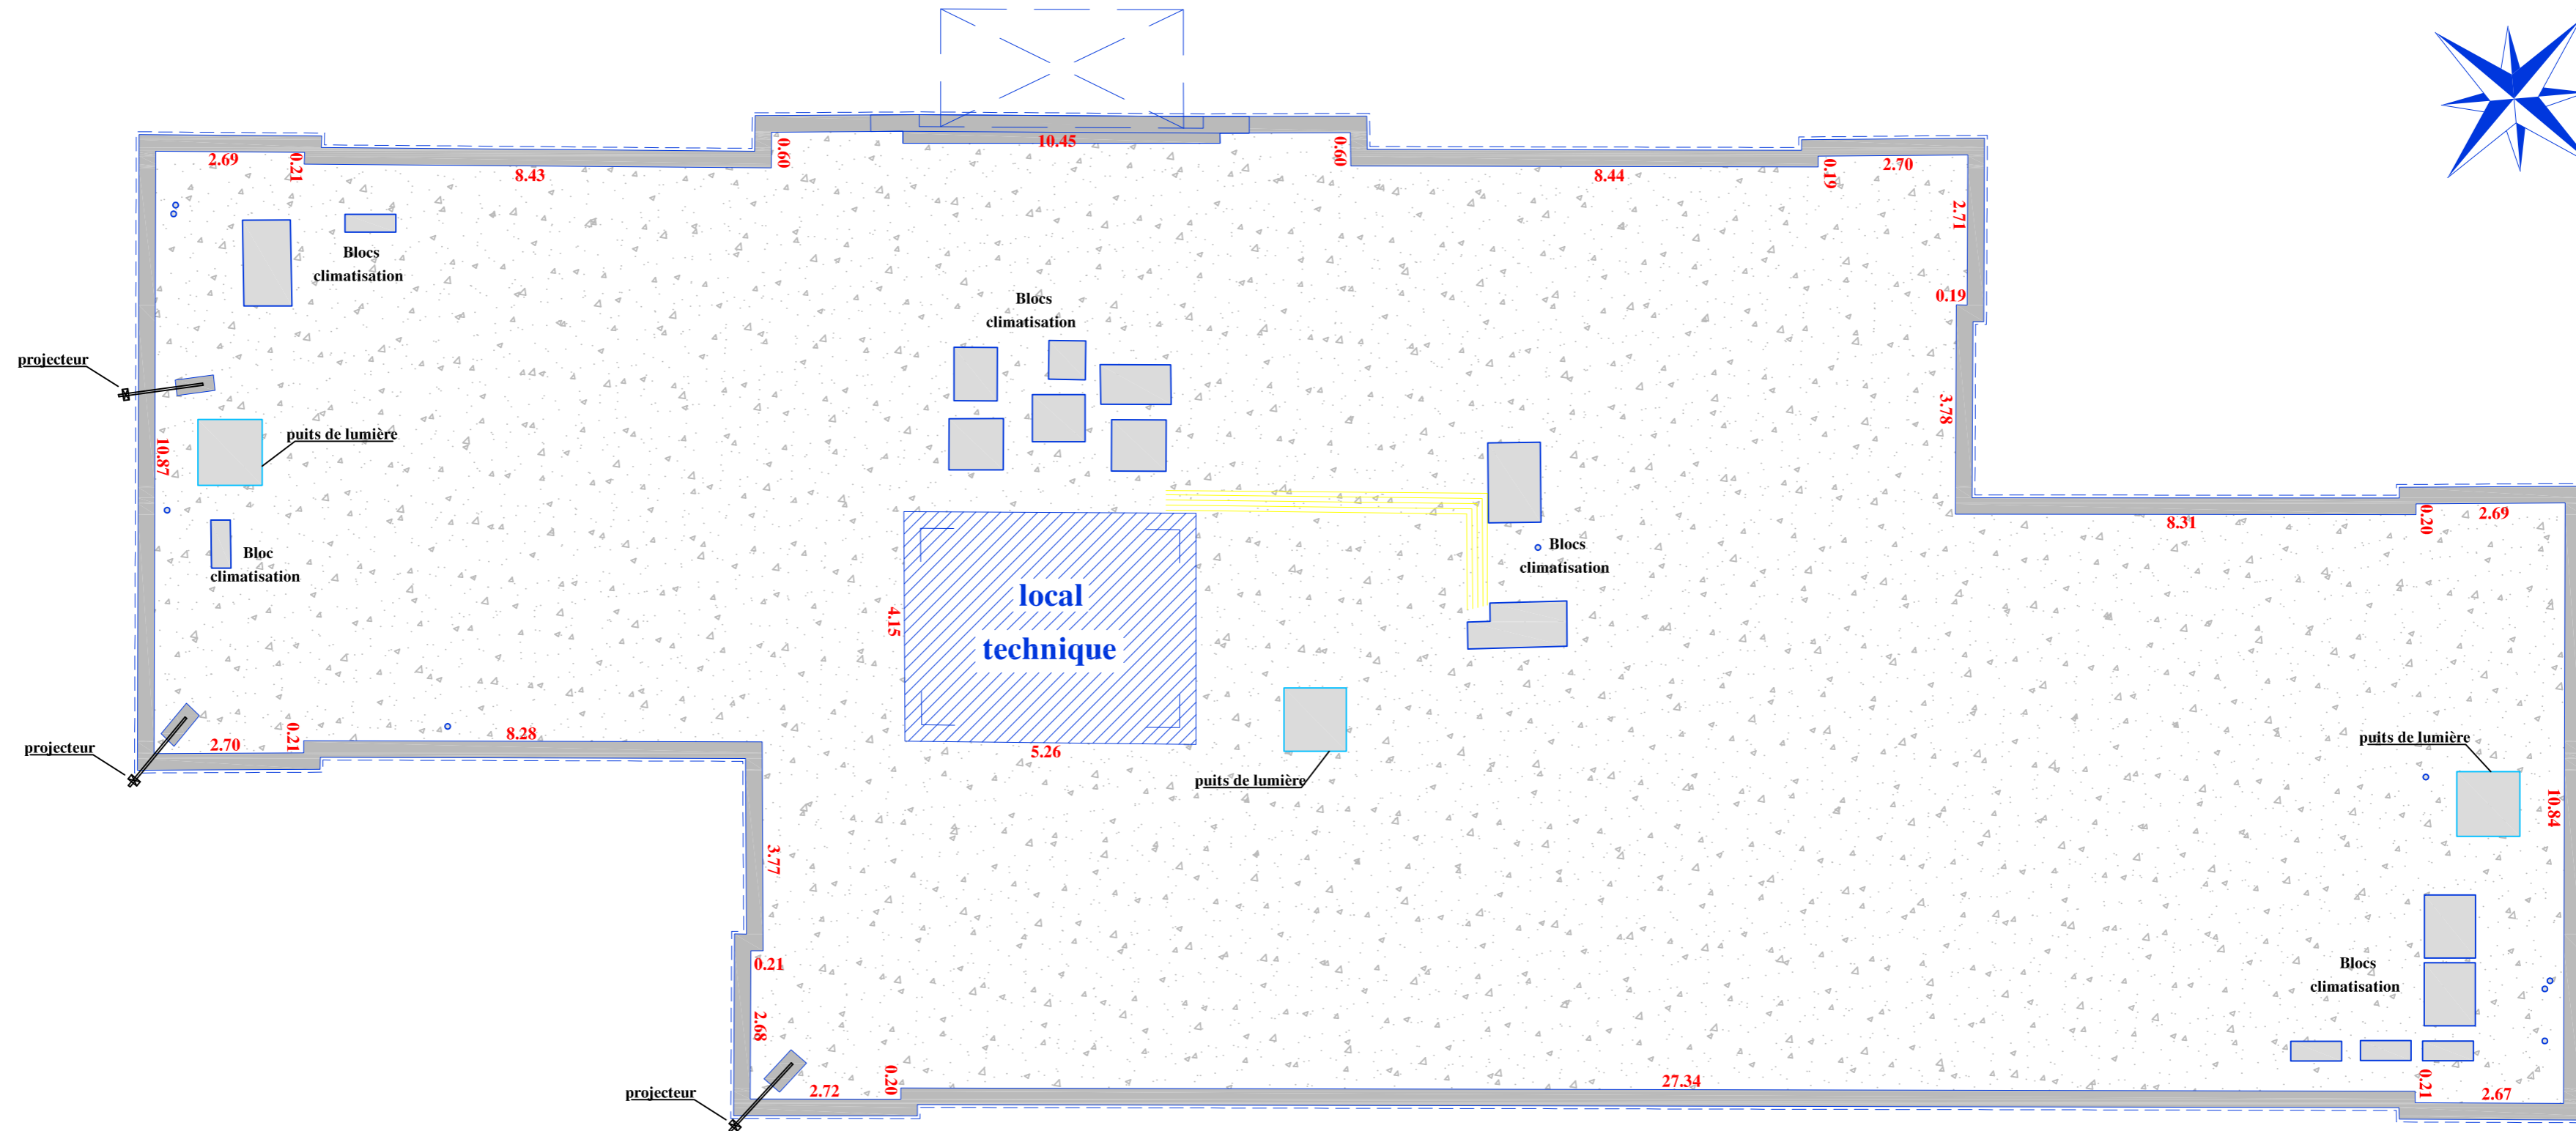 10.45
2.69
0.21
8.43
0.60
0.60
8.44
0.19
2.70
2.71
Blocs
climatisation
Blocs
climatisation
0.19
projecteur
3.78
puits de lumière
10.87
8.31
0.20
2.69
Bloc
climatisation
Blocs
climatisation
local
technique
4.15
5.26
2.70
0.21
8.28
projecteur
puits de lumière
puits de lumière
10.84
3.77
0.21
Blocs
climatisation
2.68
projecteur
2.72
0.20
27.34
0.21
2.67